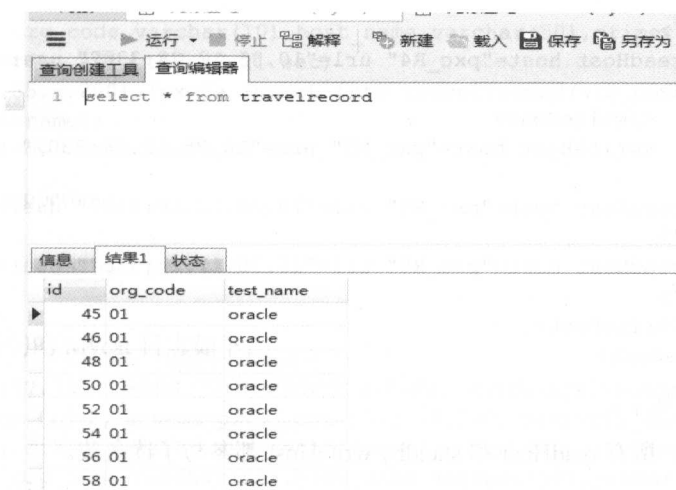 运行 停止 解释 新建 载入 保存 另存为
查询创建工具 查询编辑器
1 select * from travelrecord
信息 结果1 状态
id org_code test_name
45 01 oracle
46 01 oracle
48 01 oracle
50 01 oracle
52 01 oracle
54 01 oracle
56 01 oracle
58 01 oracle